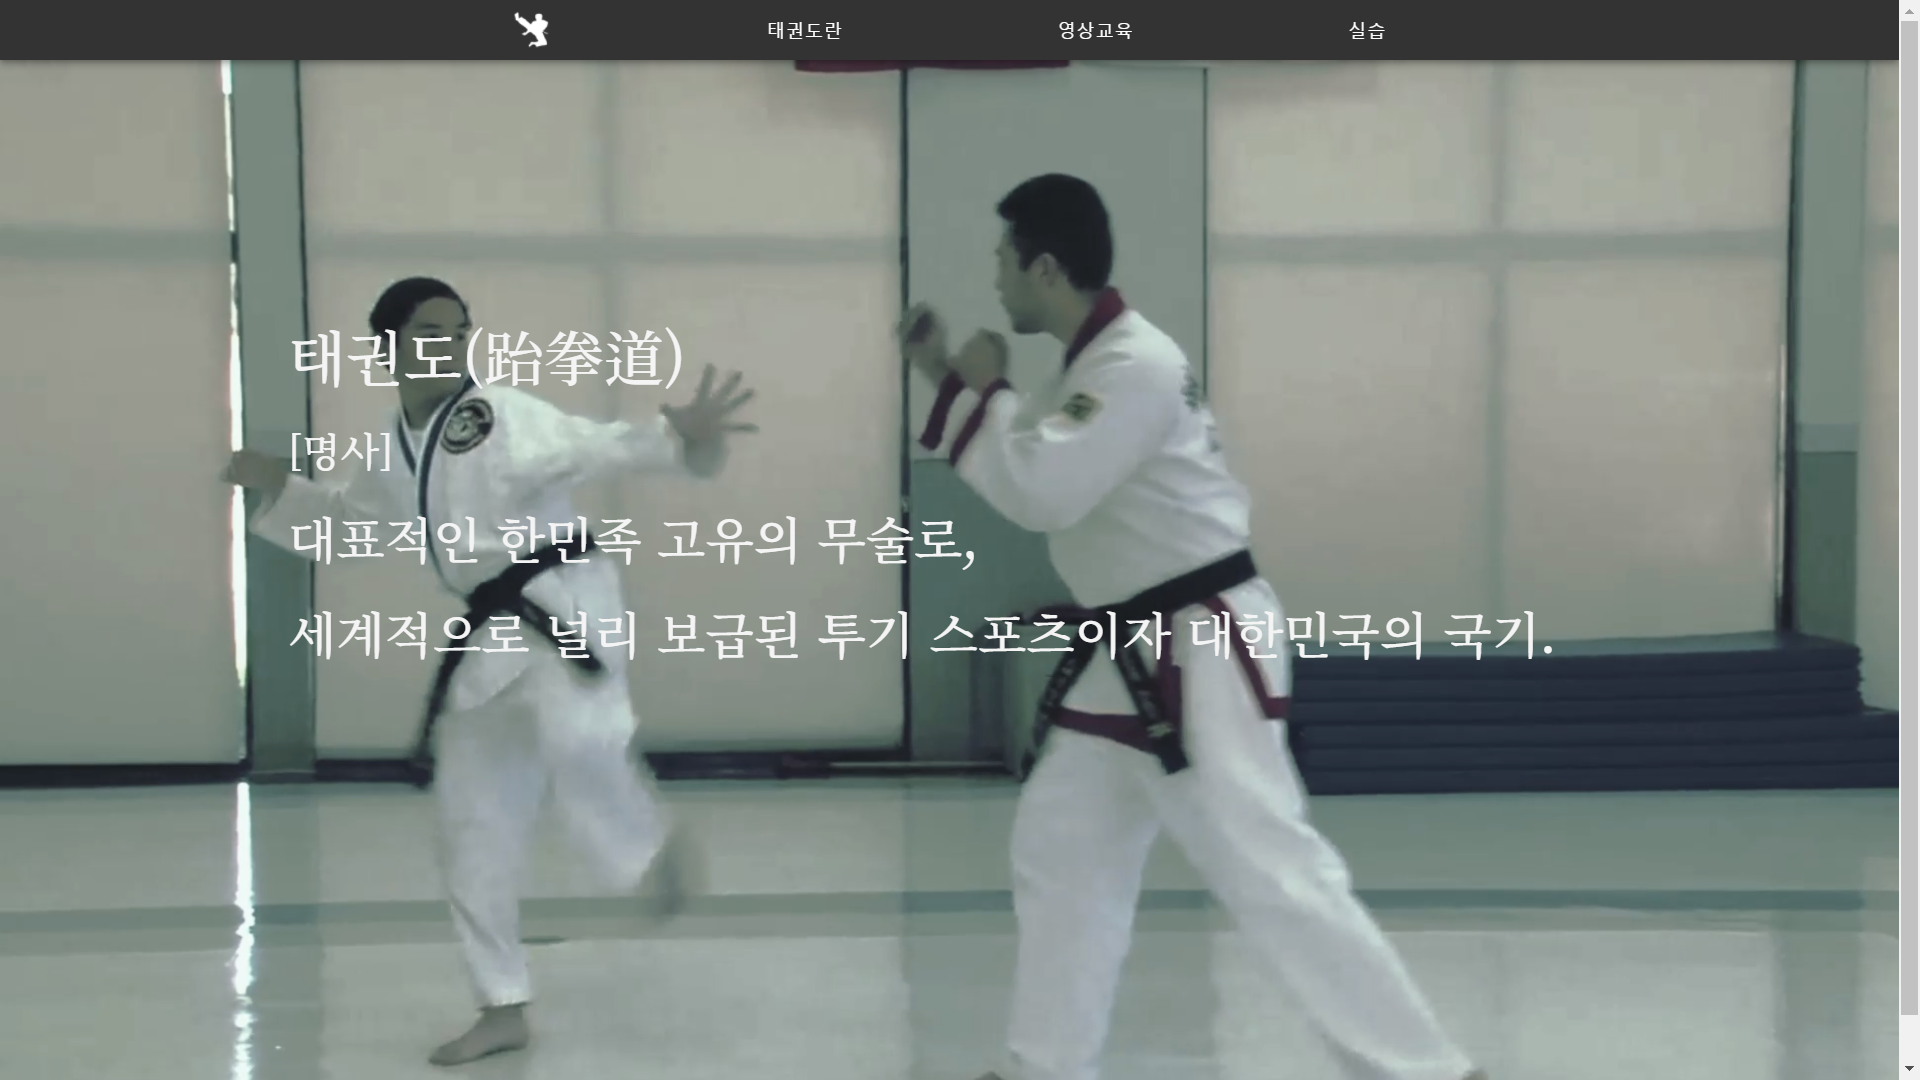 태권도란
영상교육
실습
태권도(跆拳道)
[명사]
대표적인 한민족 고유의 무술로,
세계적으로 널리 보급된 투기 스포츠이자 대한민국의 국기.